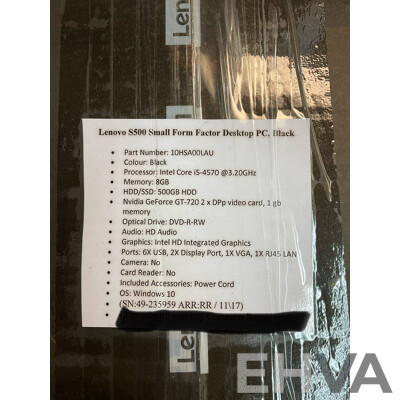 Lenovo
Lenovo S500 Small Form Factor Desktop PC, Black
• Part Number: 10HSA00LAU
• Colour: Black
• Processor: Intel Core i5-4570 @3.20GHz
• Memory: 8GB
• HDD/SSD: 500GB HDD
• Nvidia GeForce GT-720 2 x DPp video card, 1 gb
memory
• Optical Drive: DVD-R-RW
• Audio: HD Audio
• Graphics: Intel HD Integrated Graphics
• Ports: 6X USB, 2X Display Port, 1X VGA, 1X RJ45 LAN
• Camera: No
• Card Reader: No
• Included Accessories: Power Cord
• OS: Windows 10
• (SN:49-235959 ARR:RR / 11\17)
•
Len
EHVA